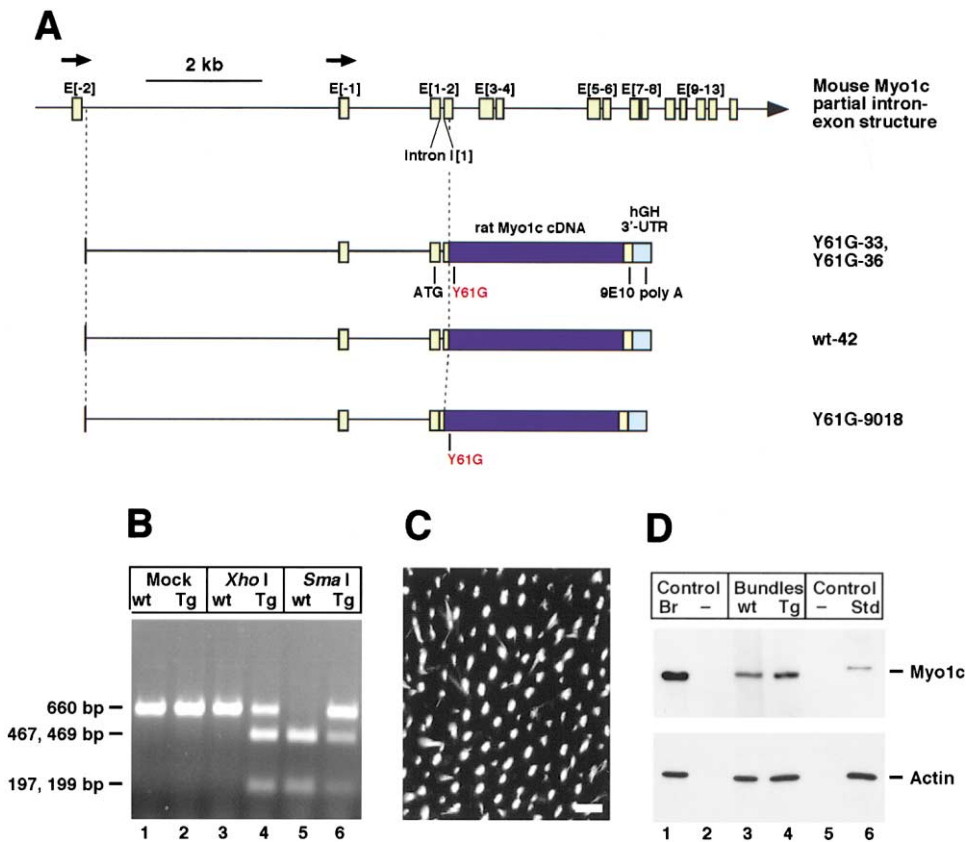 A
2 kb
E[-2]
E[-1]
E[1-2]
E[3-4]
E[5-6]
E[7-8]
E[9-13]
Mouse Myo1c
partial intron-
exon structure
Intron I[1]
rat Myo1c cDNA
hGH
3'-UTR
Y61G-33,
Y61G-36
ATG
Y61G
9E10 poly A
wt-42
Y61G-9018
Y61G
B
Mock
Xho I
Sma I
wt Tg wt Tg wt Tg
660 bp
467, 469 bp
197, 199 bp
1 2 3 4 5 6
C
D
Control Bundles Control
Br – wt Tg – Std
Myo1c
Actin
1 2 3 4 5 6